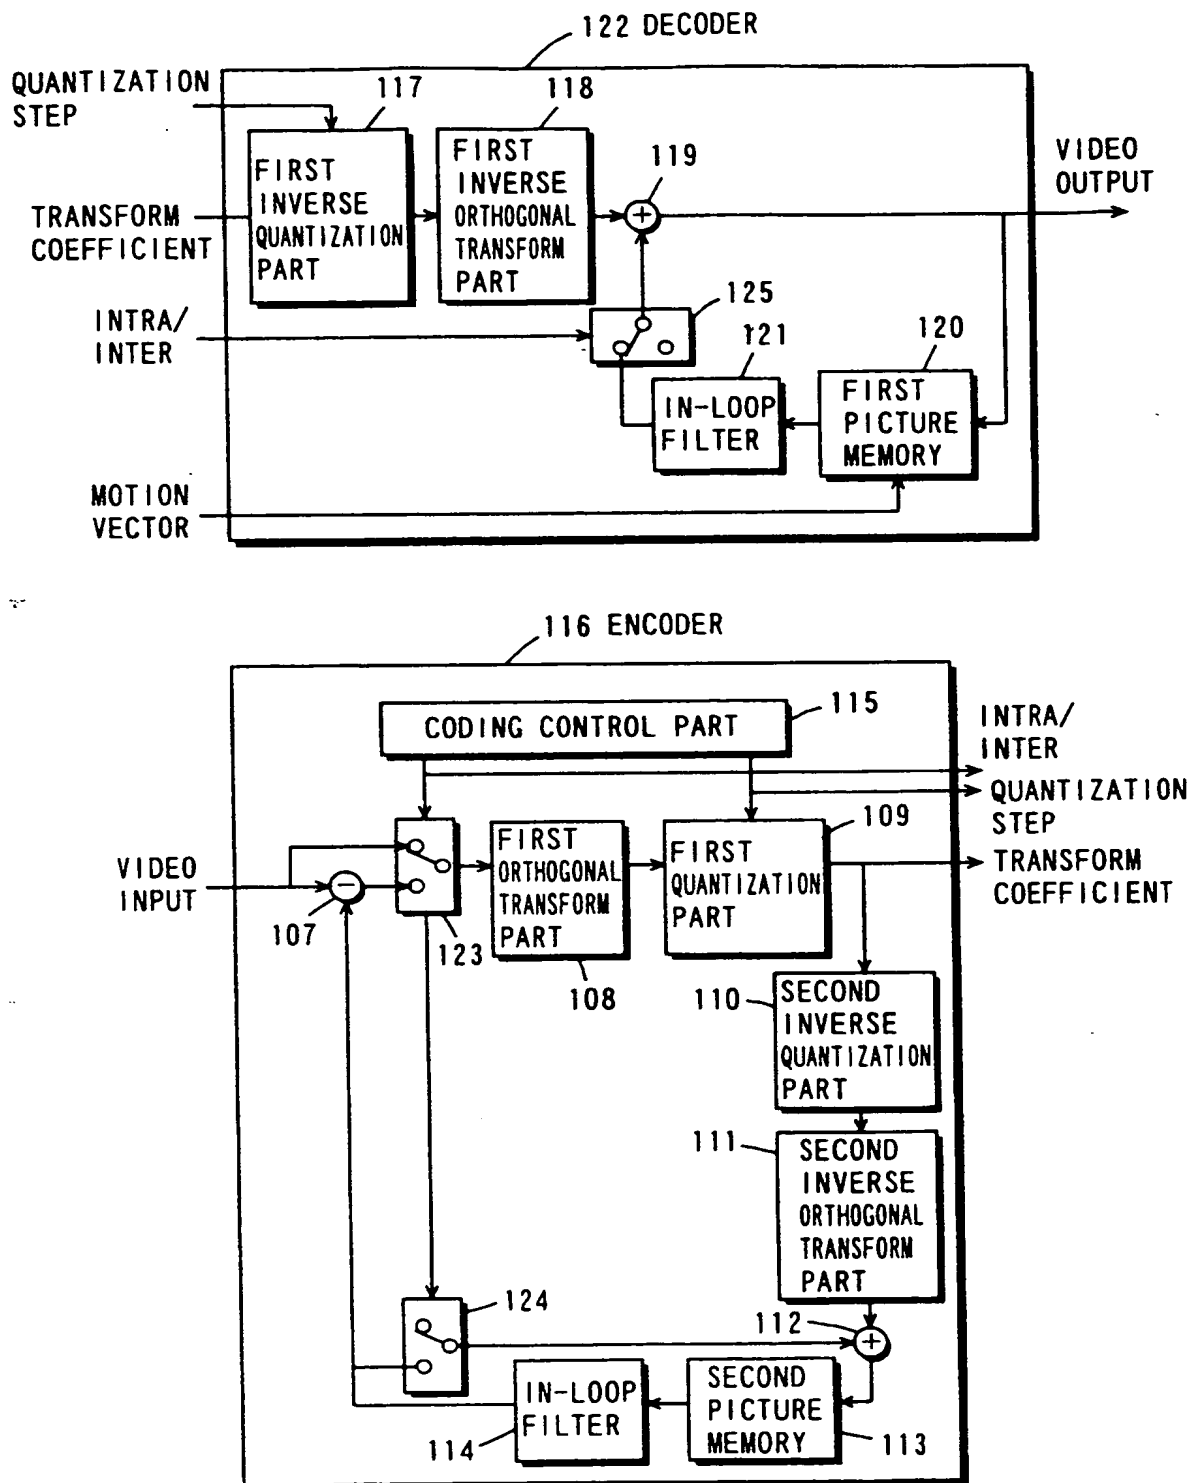 122 DECODER
QUANTIZATION
STEP
117
118
FIRST
INVERSE
QUANTIZATION
PART
FIRST
INVERSE
ORTHOGONAL
TRANSFORM
PART
119
+
VIDEO
OUTPUT
TRANSFORM
COEFFICIENT
INTRA/
INTER
125
121
120
IN-LOOP
FILTER
FIRST
PICTURE
MEMORY
MOTION
VECTOR
116 ENCODER
CODING CONTROL PART
115
INTRA/
INTER
QUANTIZATION
STEP
TRANSFORM
COEFFICIENT
VIDEO
INPUT
−
107
123
FIRST
ORTHOGONAL
TRANSFORM
PART
108
FIRST
QUANTIZATION
PART
109
110
SECOND
INVERSE
QUANTIZATION
PART
111
SECOND
INVERSE
ORTHOGONAL
TRANSFORM
PART
124
112
+
IN-LOOP
FILTER
114
SECOND
PICTURE
MEMORY
113